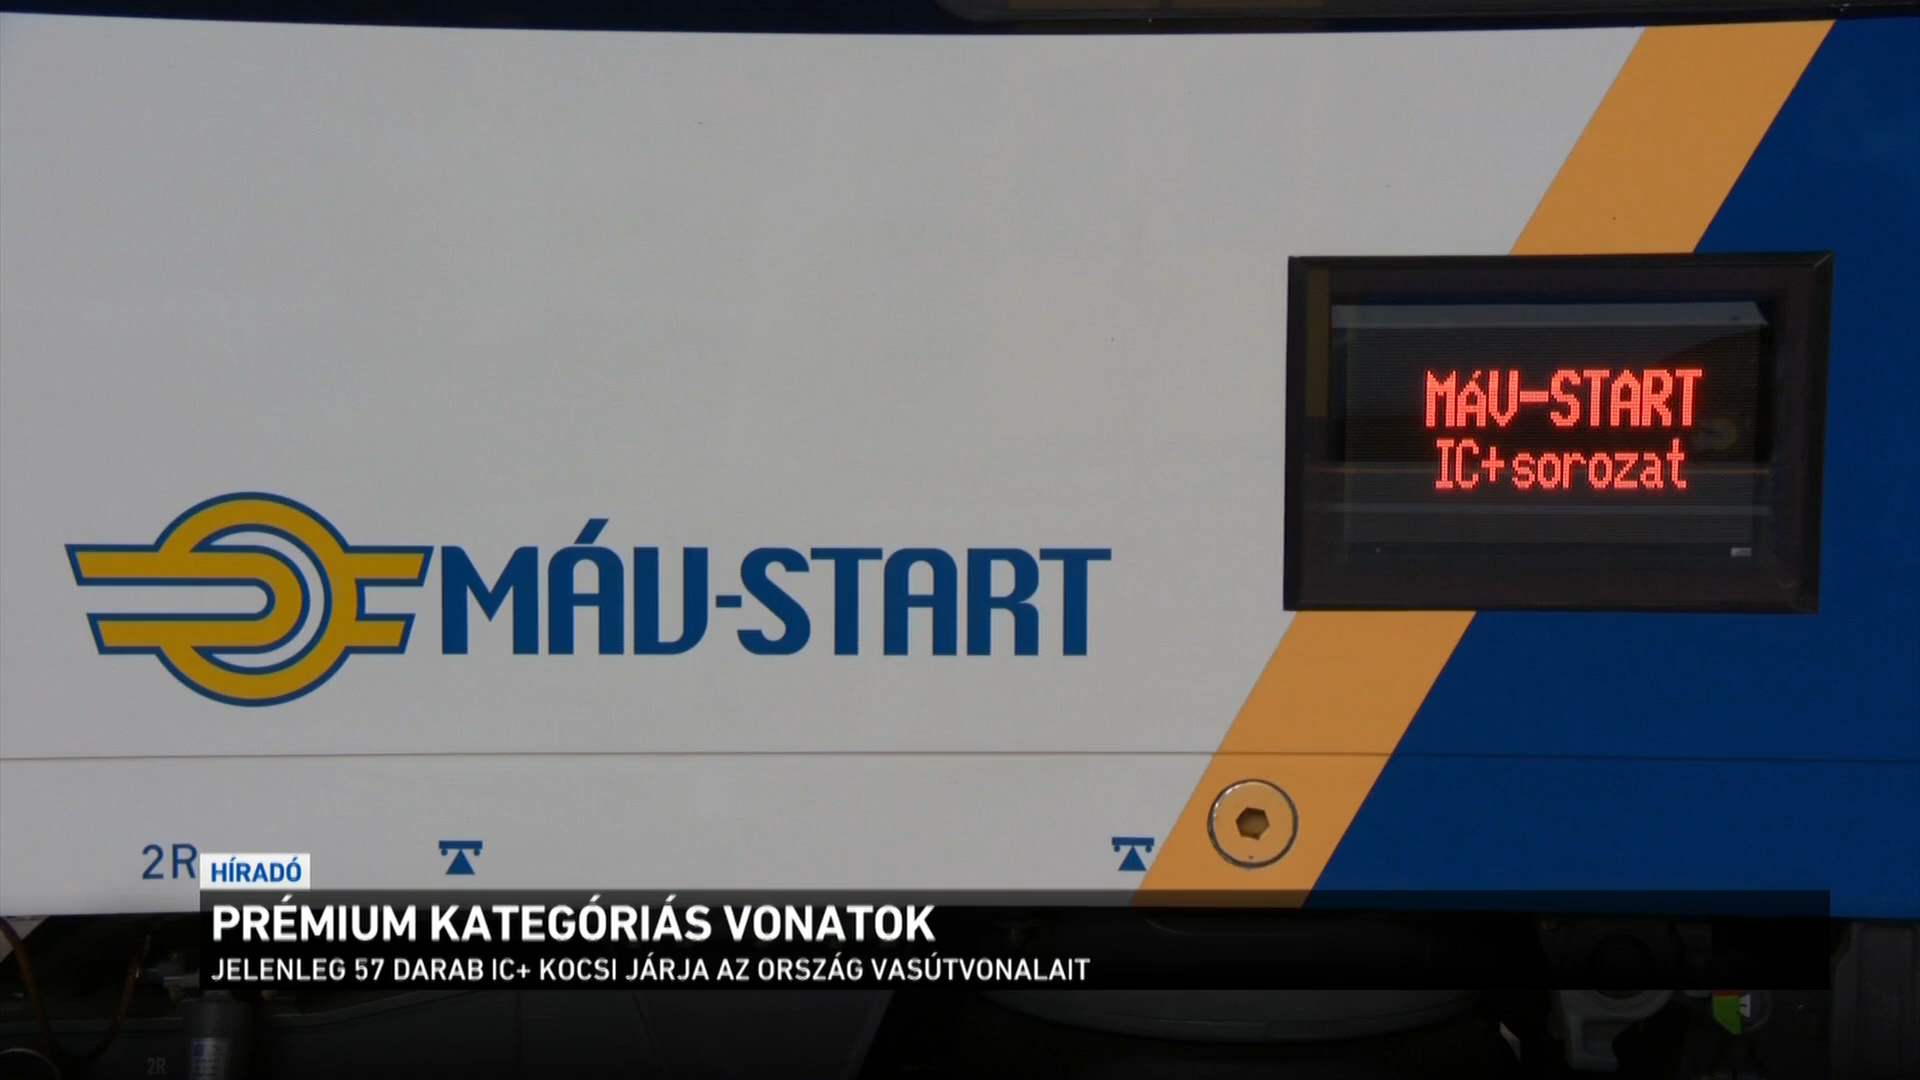 MÁV-START
IC+sorozat
MÁV-START
2R
HÍRADÓ
PRÉMIUM KATEGÓRIÁS VONATOK
JELENLEG 57 DARAB IC+ KOCSI JÁRJA AZ ORSZÁG VASÚTVONALAIT
2R